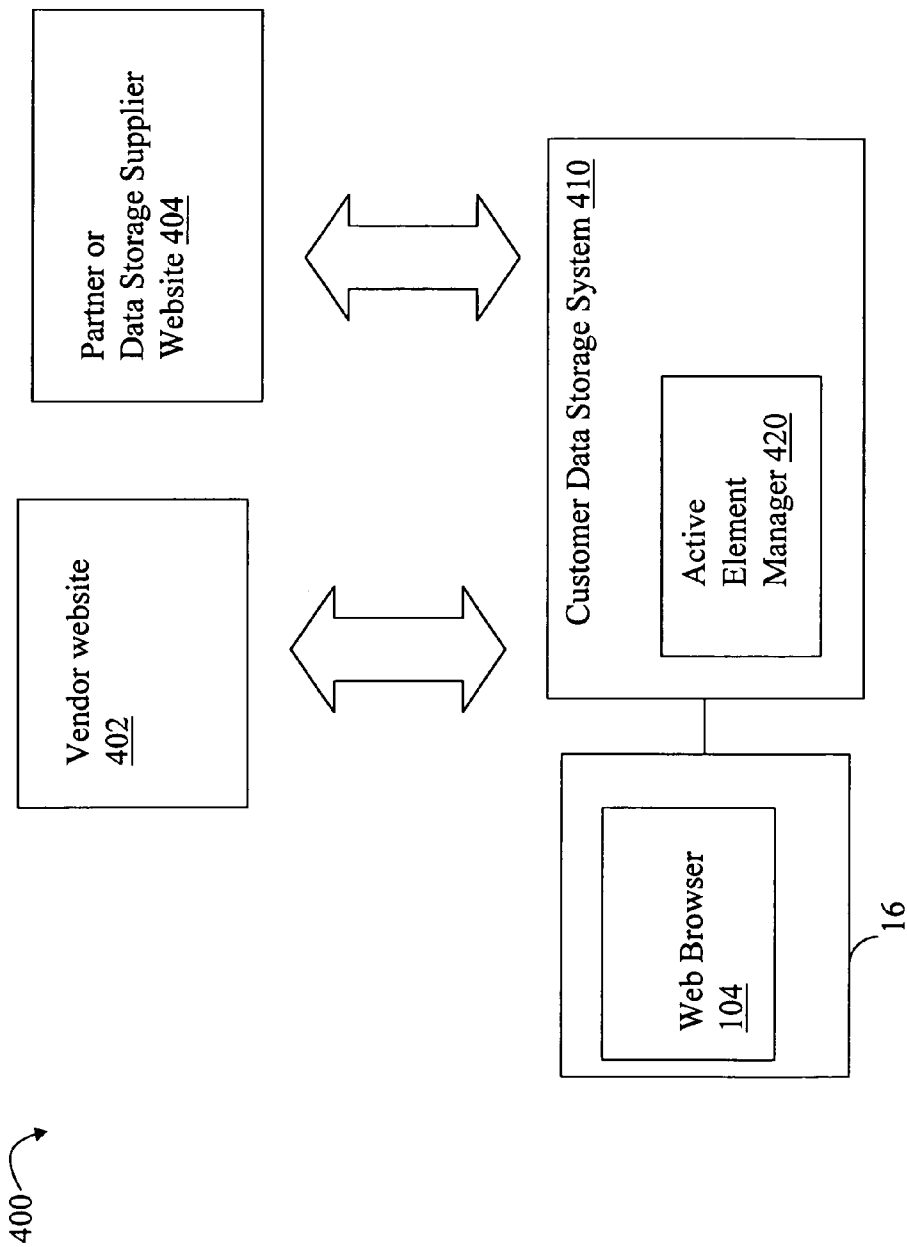 400
Vendor website
402
Partner or
Data Storage Supplier
Website 404
Customer Data Storage System 410
Active
Element
Manager 420
Web Browser
104
16